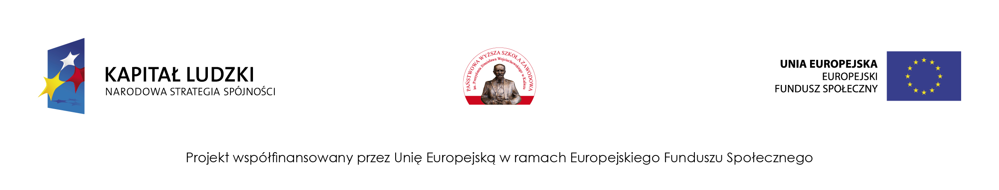 KAPITAŁ LUDZKI
NARODOWA STRATEGIA SPÓJNOŚCI
PAŃSTWOWA WYŻSZA SZKOŁA ZAWODOWA
im. Prezydenta Stanisława Wojciechowskiego w Kaliszu
UNIA EUROPEJSKA
EUROPEJSKI
FUNDUSZ SPOŁECZNY
Projekt współfinansowany przez Unię Europejską w ramach Europejskiego Funduszu Społecznego